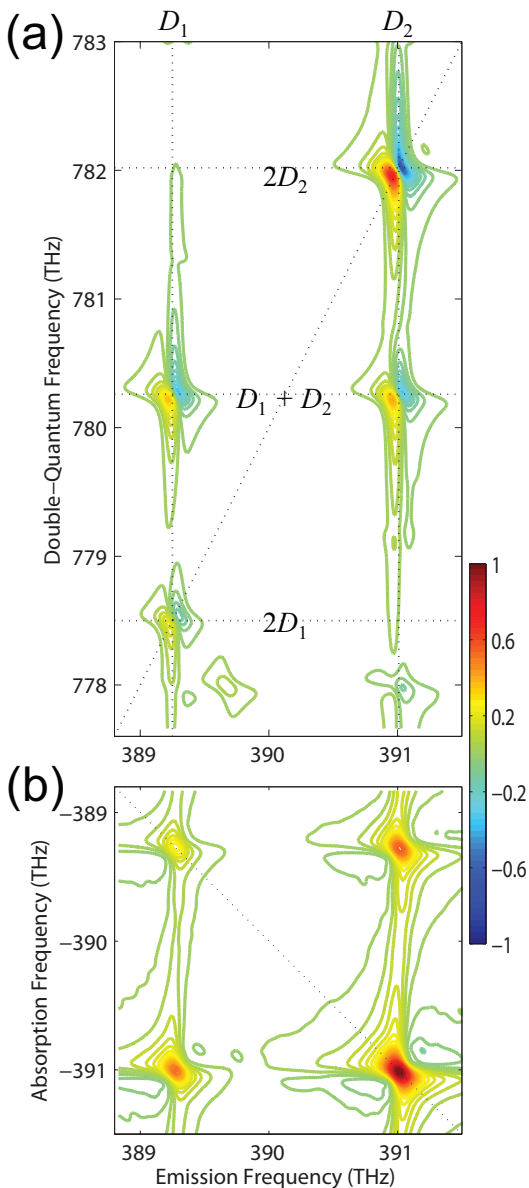 (a)
D1 D2
783
782
781
780
779
778
2D2
D1 + D2
2D1
Double-Quantum Frequency (THz)
389 390 391
1
0.6
0.2
-0.2
-0.6
-1
(b)
-389
-390
-391
Absorption Frequency (THz)
389 390 391
Emission Frequency (THz)